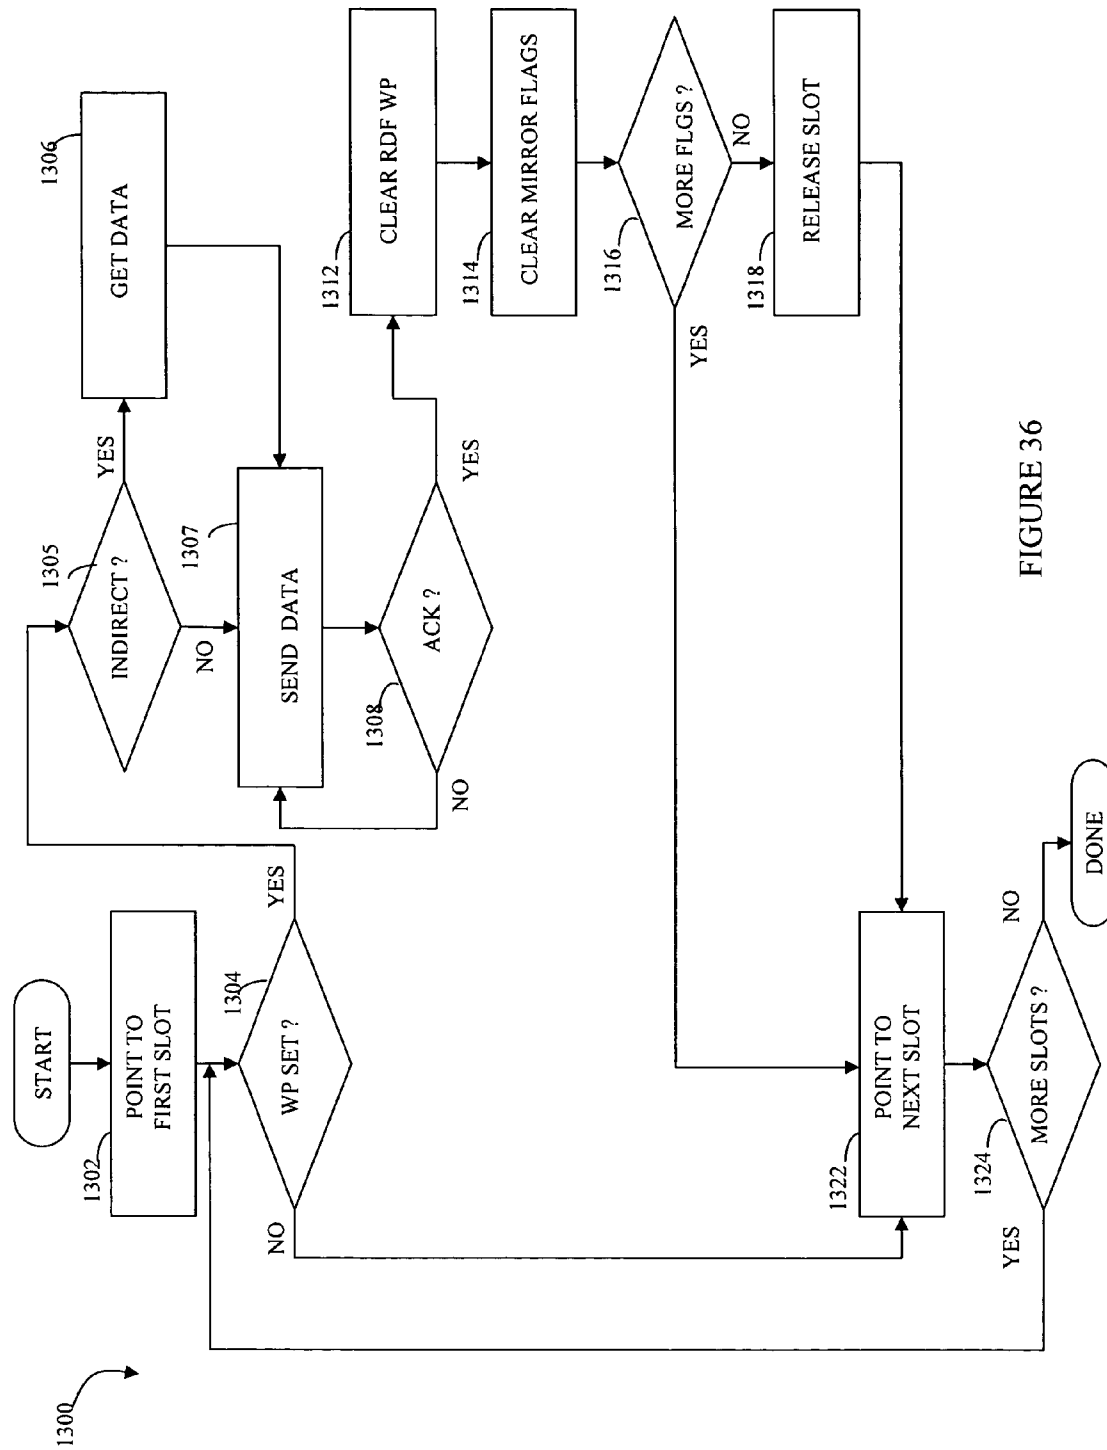 1300
START
1302
POINT TO
FIRST SLOT
1304
WP SET ?
YES
NO
1305
INDIRECT ?
YES
NO
1306
GET DATA
1307
SEND DATA
1308
ACK ?
YES
NO
1312
CLEAR RDF WP
1314
CLEAR MIRROR FLAGS
1316
MORE FLGS ?
YES
NO
1318
RELEASE SLOT
1322
POINT TO
NEXT SLOT
1324
MORE SLOTS ?
YES
NO
DONE
FIGURE 36